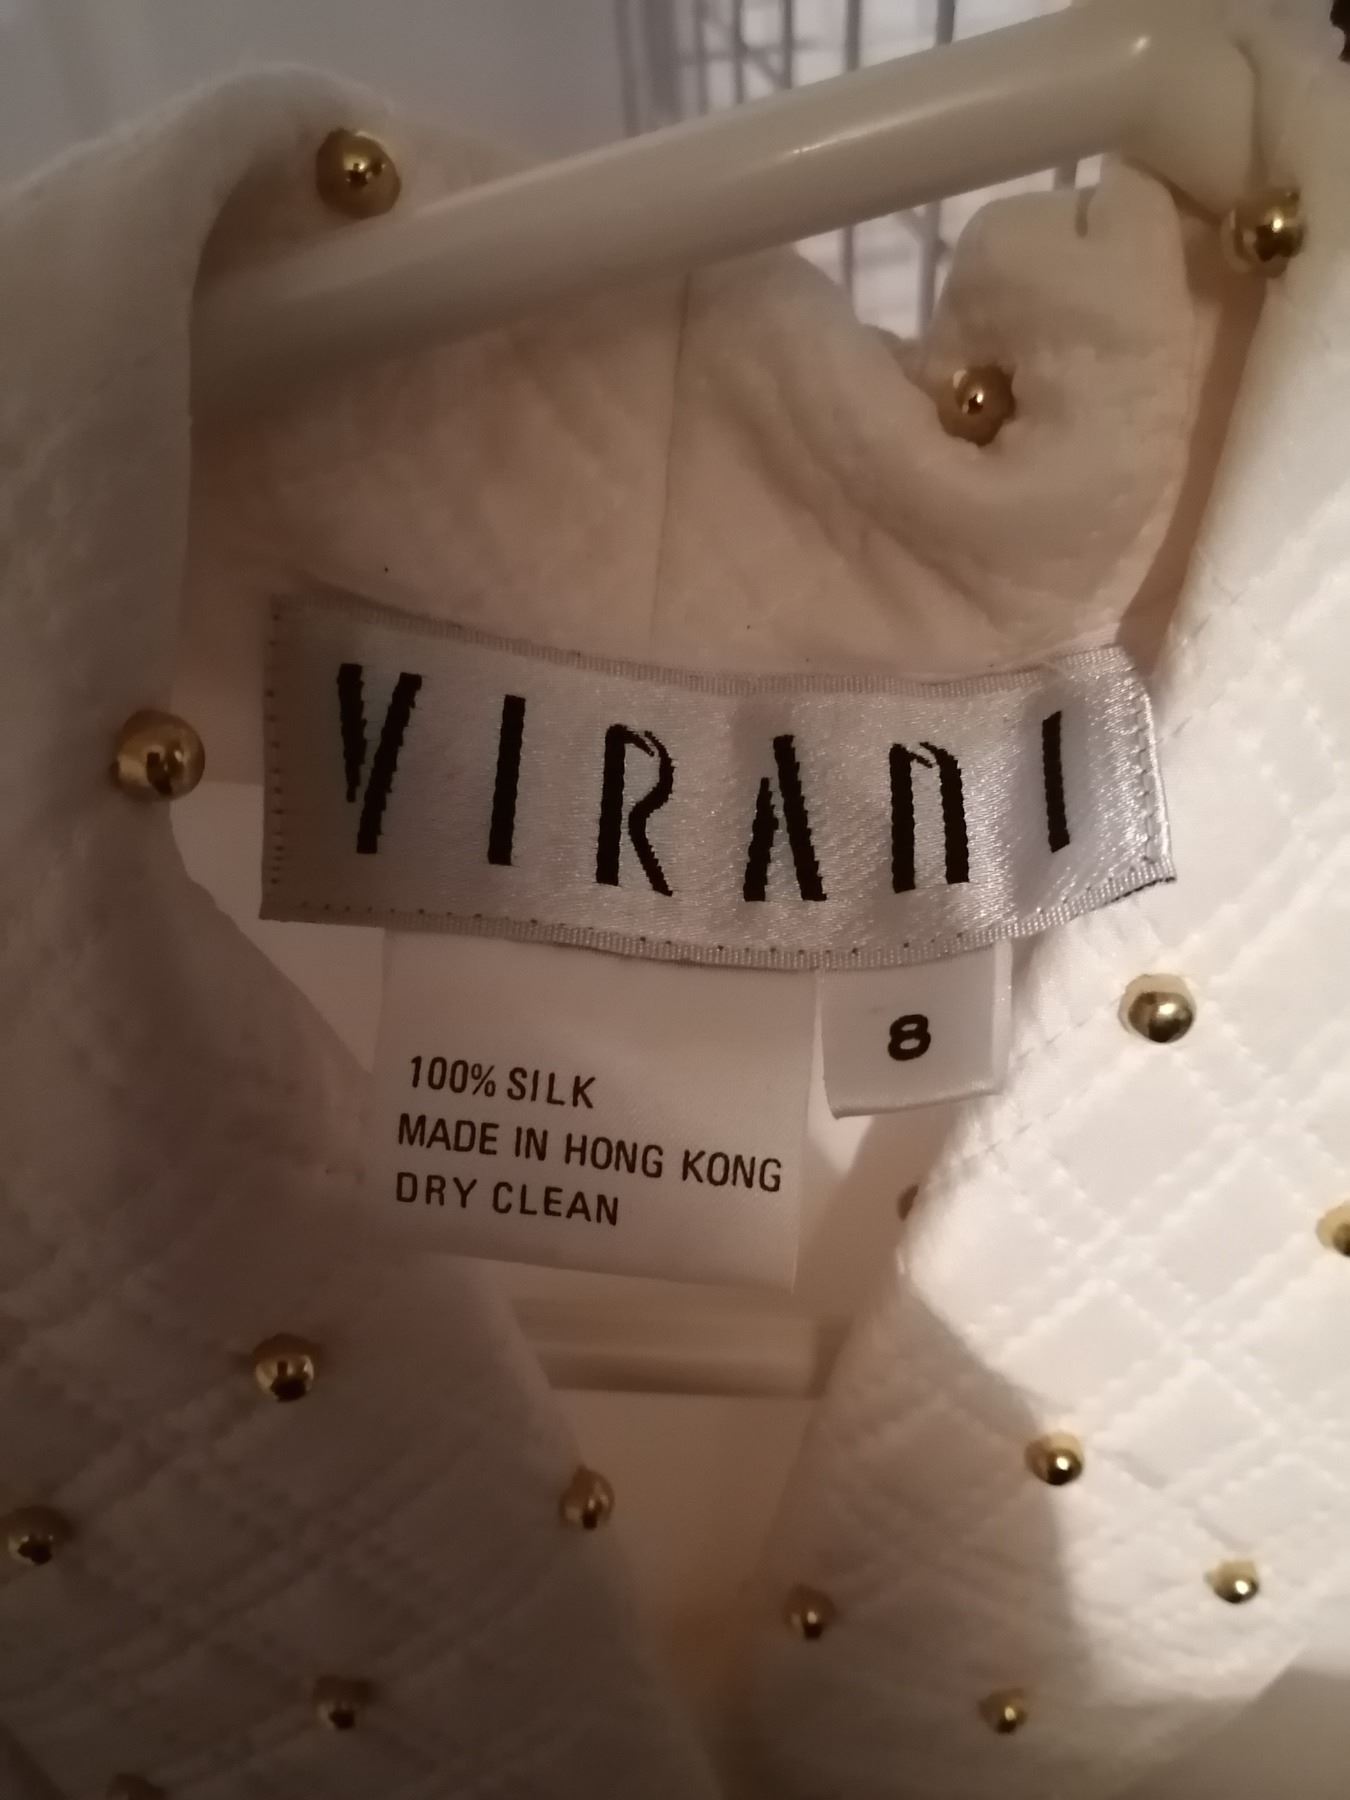 VIRANI
8
100% SILK
MADE IN HONG KONG
DRY CLEAN